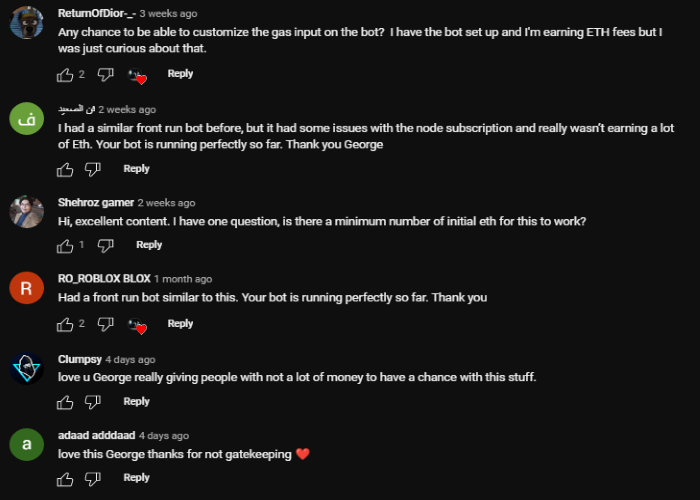 ReturnOfDior-_- 3 weeks ago
Any chance to be able to customize the gas input on the bot? I have the bot set up and I'm earning ETH fees but I
was just curious about that.
2 Reply
ف
فن الصعيد 2 weeks ago
I had a similar front run bot before, but it had some issues with the node subscription and really wasn't earning a lot
of Eth. Your bot is running perfectly so far. Thank you George
Reply
Shehroz gamer 2 weeks ago
Hi, excellent content. I have one question, is there a minimum number of initial eth for this to work?
1 Reply
R
RO_ROBLOX BLOX 1 month ago
Had a front run bot similar to this. Your bot is running perfectly so far. Thank you
2 Reply
Clumpsy 4 days ago
love u George really giving people with not a lot of money to have a chance with this stuff.
Reply
a
adaad adddaad 4 days ago
love this George thanks for not gatekeeping ❤️
Reply